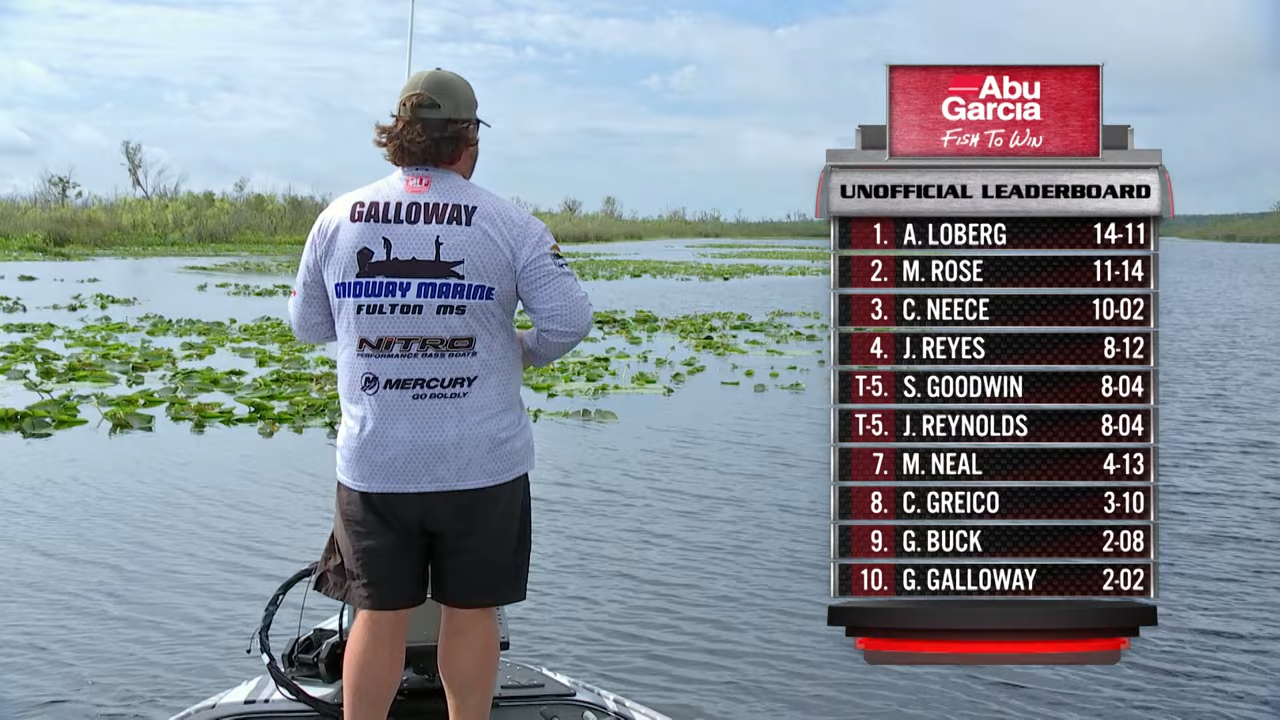 MLF
GALLOWAY
MIDWAY MARINE
FULTON MS
NITRO
PERFORMANCE BASS BOATS
MERCURY
GO BOLDLY
Abu
Garcia
FISH TO WIN
UNOFFICIAL LEADERBOARD
1. A. LOBERG 14-11
2. M. ROSE 11-14
3. C. NEECE 10-02
4. J. REYES 8-12
T-5. S. GOODWIN 8-04
T-5. J. REYNOLDS 8-04
7. M. NEAL 4-13
8. C. GREICO 3-10
9. G. BUCK 2-08
10. G. GALLOWAY 2-02